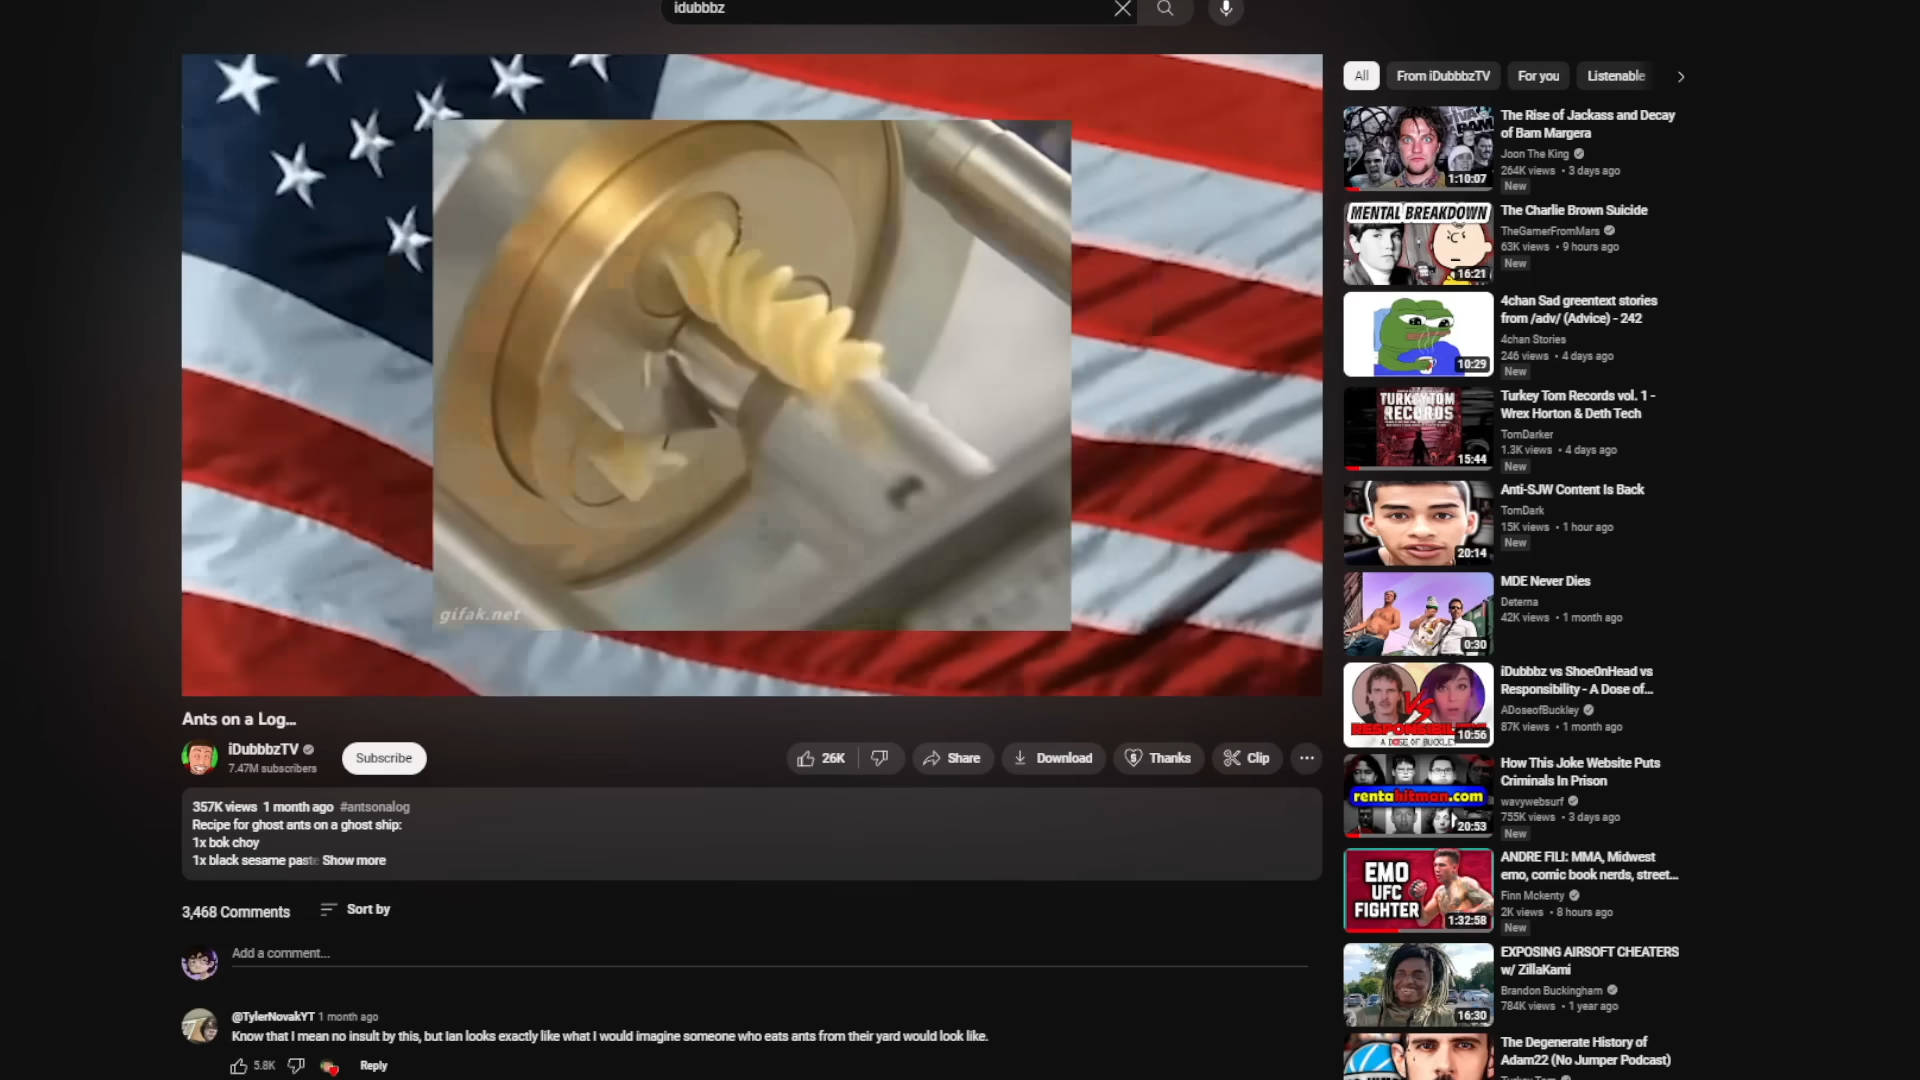 idubbbz
gifak.net
Ants on a Log...
iDubbbzTV
7.47M subscribers
Subscribe
26K
Share
Download
Thanks
Clip
357K views 1 month ago #antsonalog
Recipe for ghost ants on a ghost ship:
1x bok choy
1x black sesame paste Show more
3,468 Comments
Sort by
Add a comment...
@TylerNovakYT 1 month ago
Know that I mean no insult by this, but Ian looks exactly like what I would imagine someone who eats ants from their yard would look like.
5.8K
Reply
All
From iDubbbzTV
For you
Listenable
1:10:07
The Rise of Jackass and Decay
of Bam Margera
Joon The King
264K views • 3 days ago
New
MENTAL BREAKDOWN
16:21
The Charlie Brown Suicide
TheGamerFromMars
63K views • 9 hours ago
New
10:29
4chan Sad greentext stories
from /adv/ (Advice) - 242
4chan Stories
246 views • 4 days ago
New
TURKEY TOM
RECORDS
15:44
Turkey Tom Records vol. 1 -
Wrex Horton & Deth Tech
TomDarker
1.3K views • 4 days ago
New
20:14
Anti-SJW Content Is Back
TomDark
15K views • 1 hour ago
New
0:30
MDE Never Dies
Deterna
42K views • 1 month ago
VS
RESPONSIBIL
A DOSE OF BUCKLEY
10:56
iDubbbz vs Shoe0nHead vs
Responsibility - A Dose of...
ADoseofBuckley
87K views • 1 month ago
rentahitman.com
20:53
How This Joke Website Puts
Criminals In Prison
wavywebsurf
755K views • 3 days ago
New
EMO
UFC
FIGHTER
1:32:58
ANDRE FILI: MMA, Midwest
emo, comic book nerds, street...
Finn Mckenty
2K views • 8 hours ago
New
16:30
EXPOSING AIRSOFT CHEATERS
w/ ZillaKami
Brandon Buckingham
784K views • 1 year ago
The Degenerate History of
Adam22 (No Jumper Podcast)
Turkey Tom